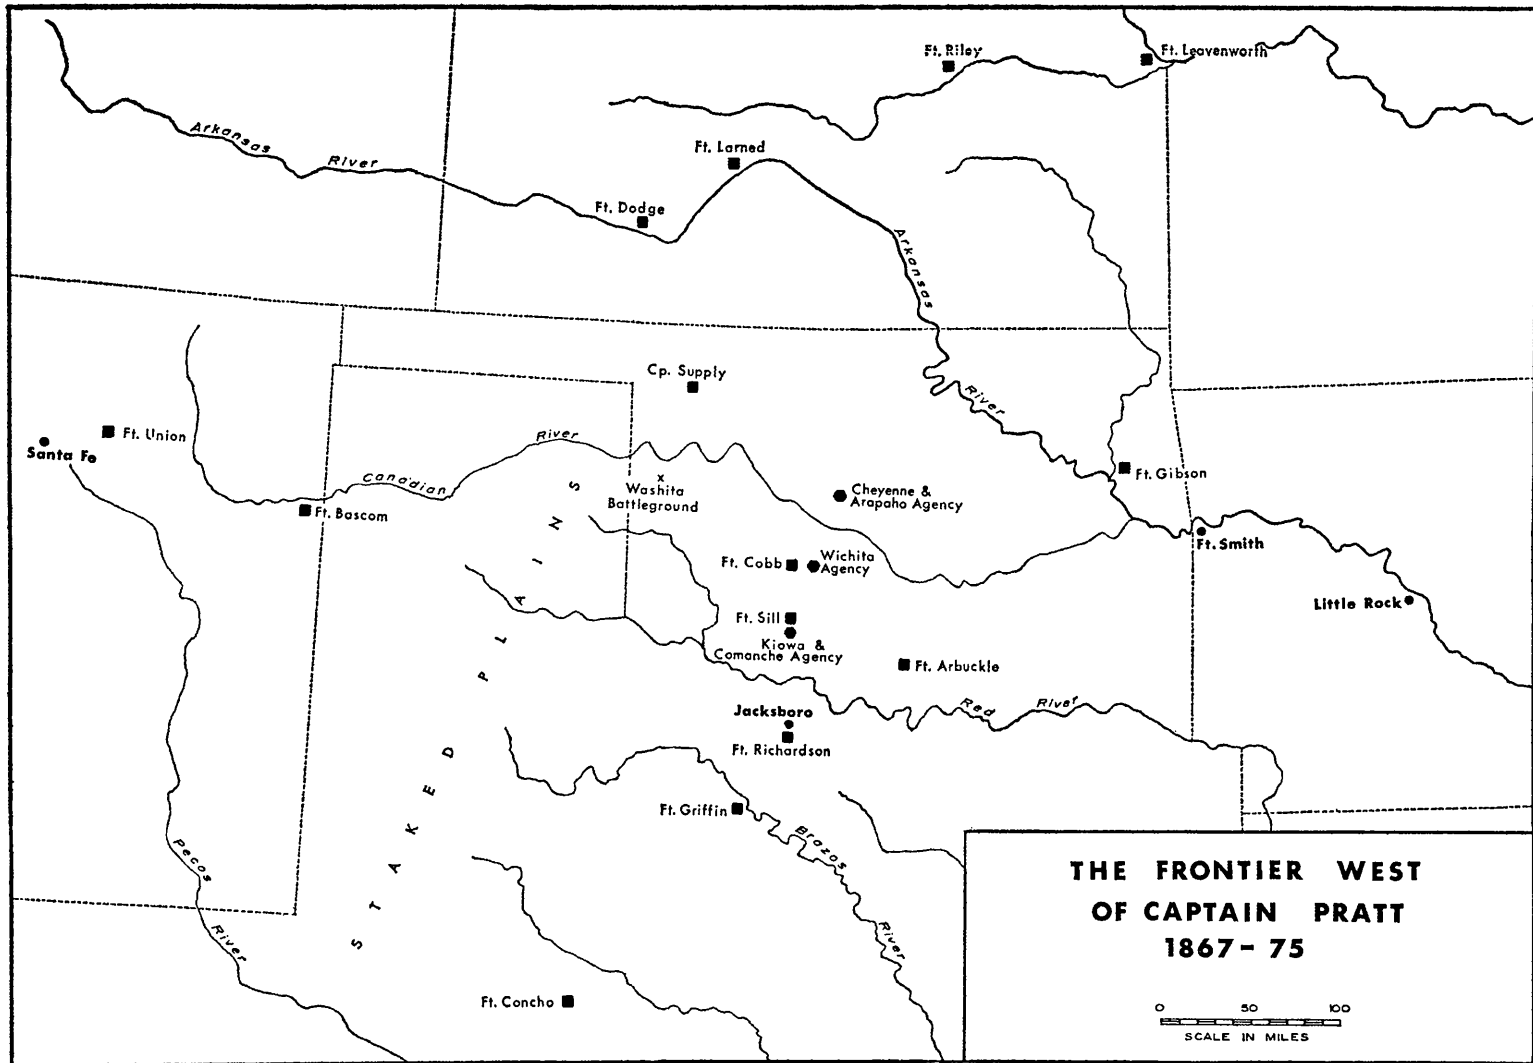 Ft. Riley
Ft. Leavenworth
Arkansas River
Ft. Larned
Ft. Dodge
Arkansas River
Cp. Supply
Ft. Union
Santa Fe
Canadian River
Ft. Bascom
x
Washita
Battleground
Cheyenne &
Arapaho Agency
Ft. Gibson
Ft. Smith
Ft. Cobb
Wichita
Agency
Little Rock
Ft. Sill
Kiowa &
Comanche Agency
Ft. Arbuckle
STAKED PLAINS
Red River
Jacksboro
Ft. Richardson
Ft. Griffin
Brazos River
Pecos River
Ft. Concho
THE FRONTIER WEST
OF CAPTAIN PRATT
1867-75
0 50 100
SCALE IN MILES